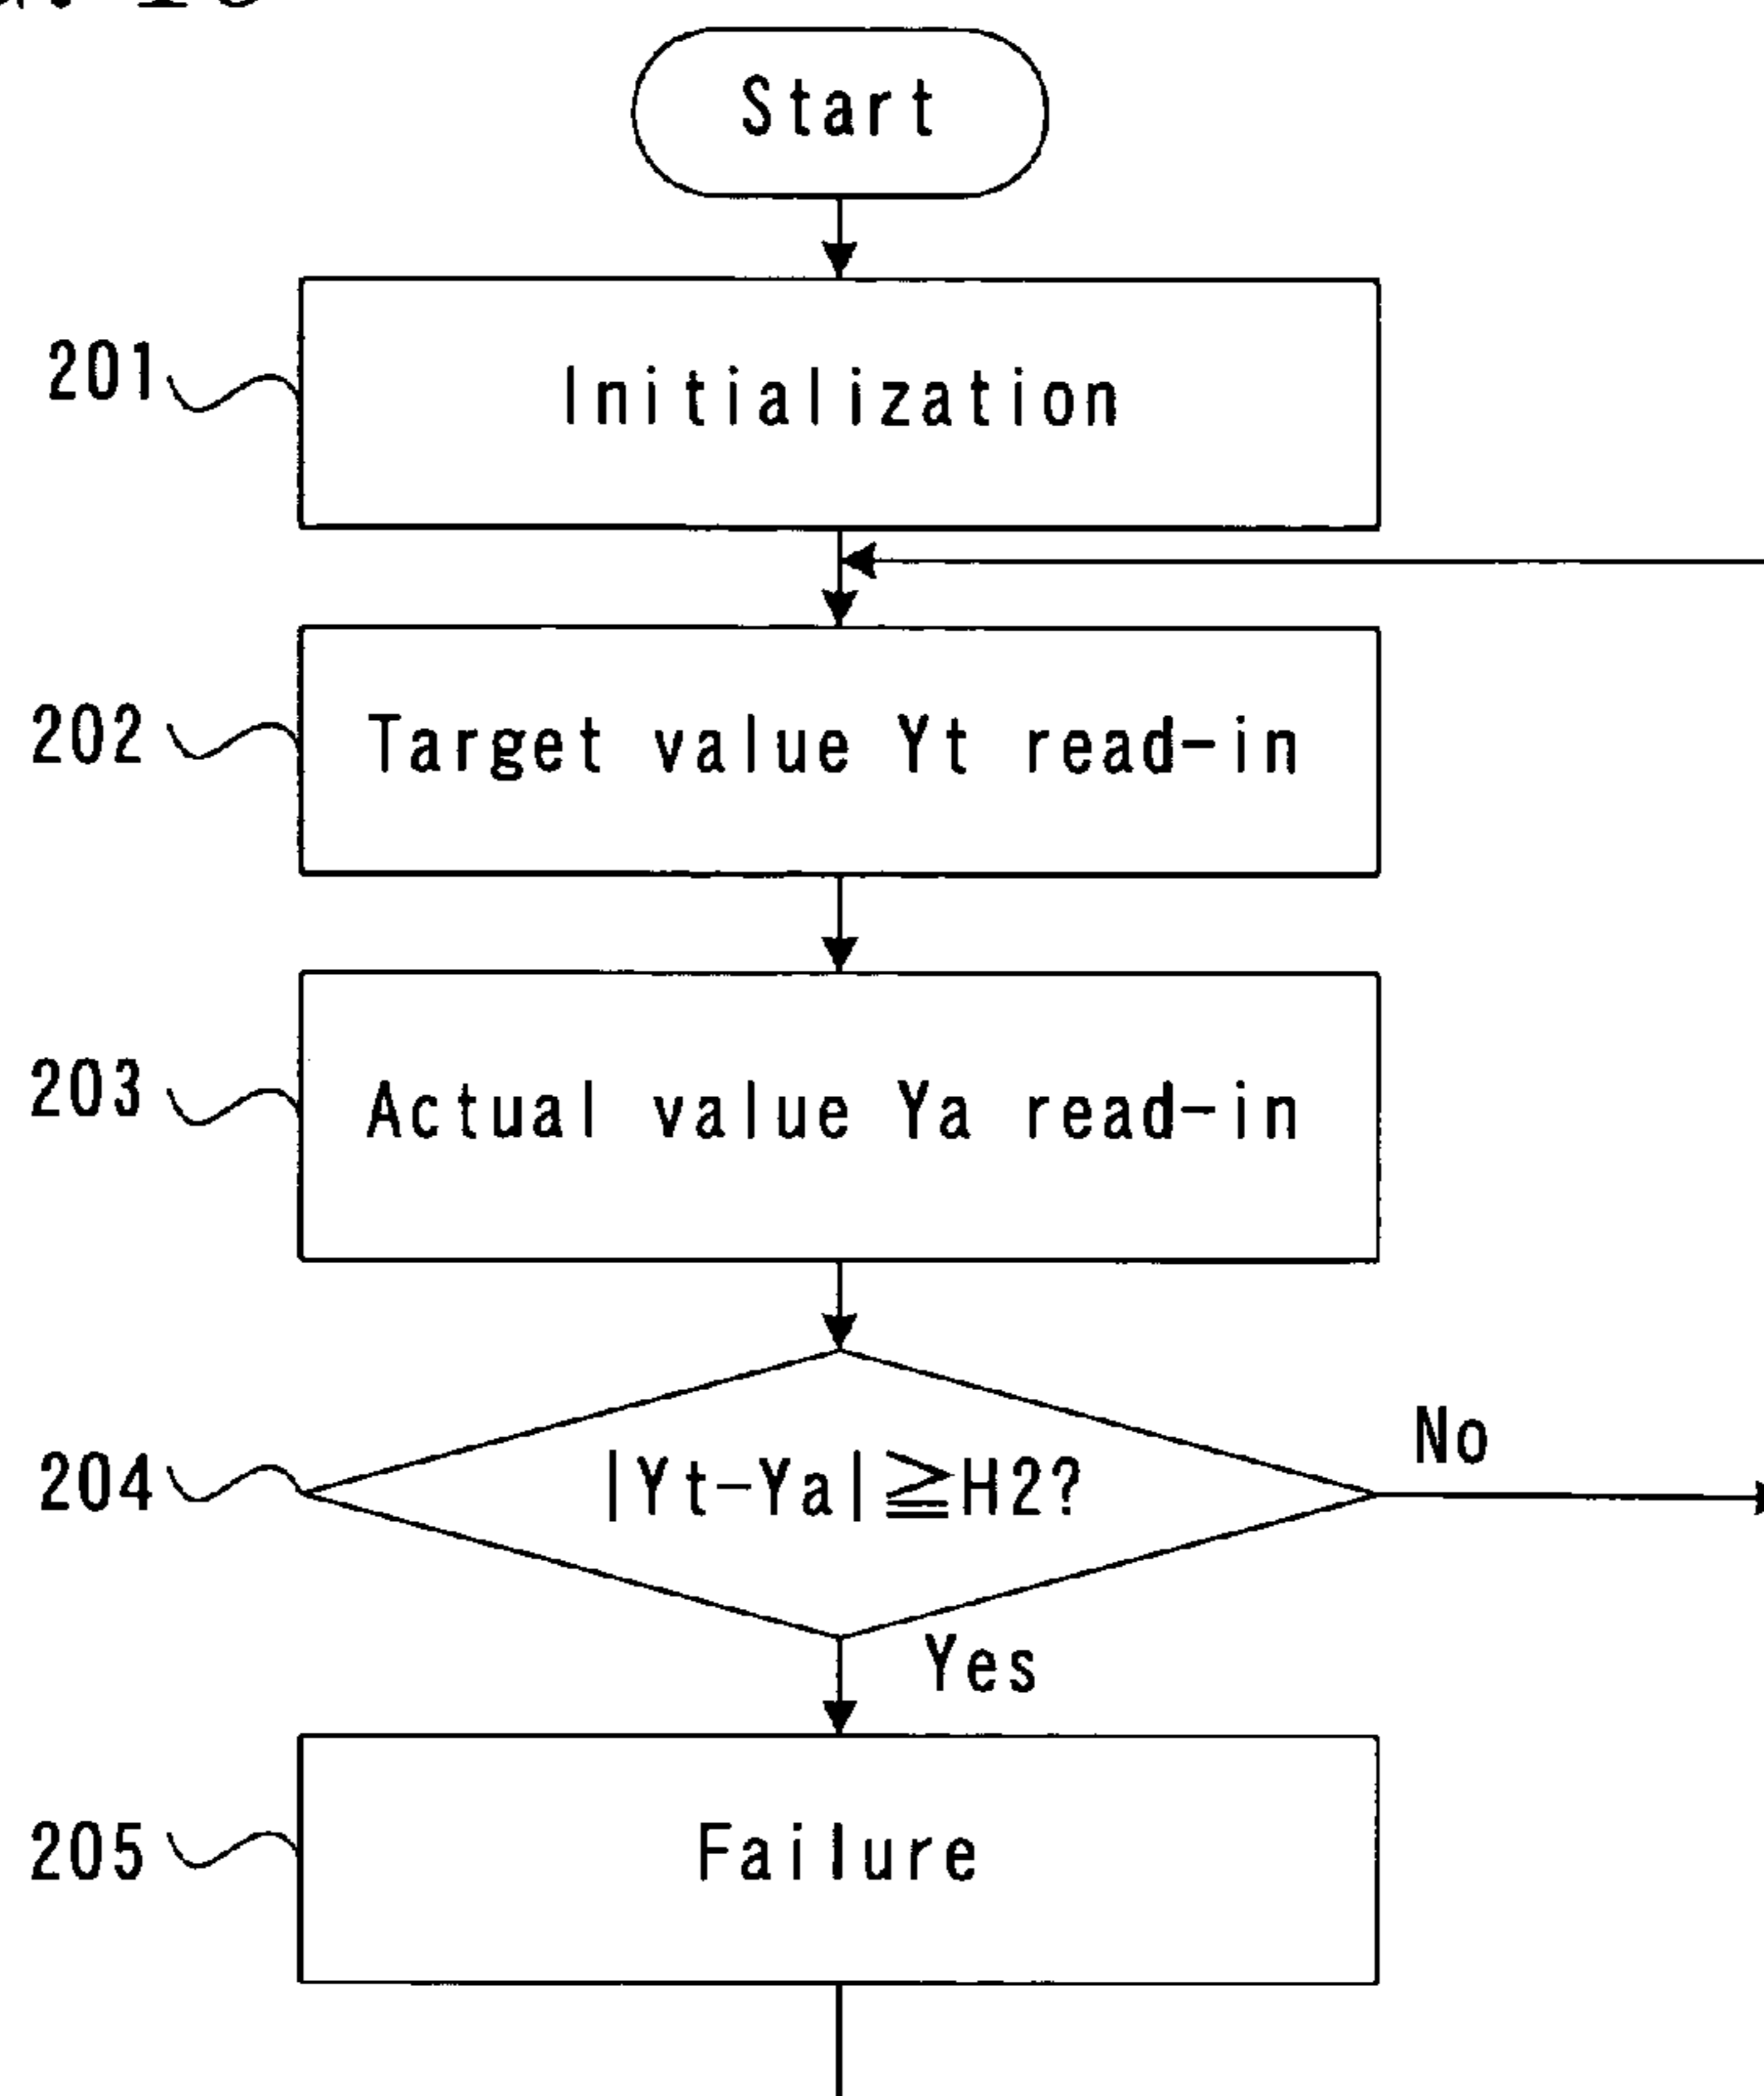 Start
201
Initialization
202
Target value Yt read-in
203
Actual value Ya read-in
204
|Yt-Ya|≧H2?
No
Yes
205
Failure